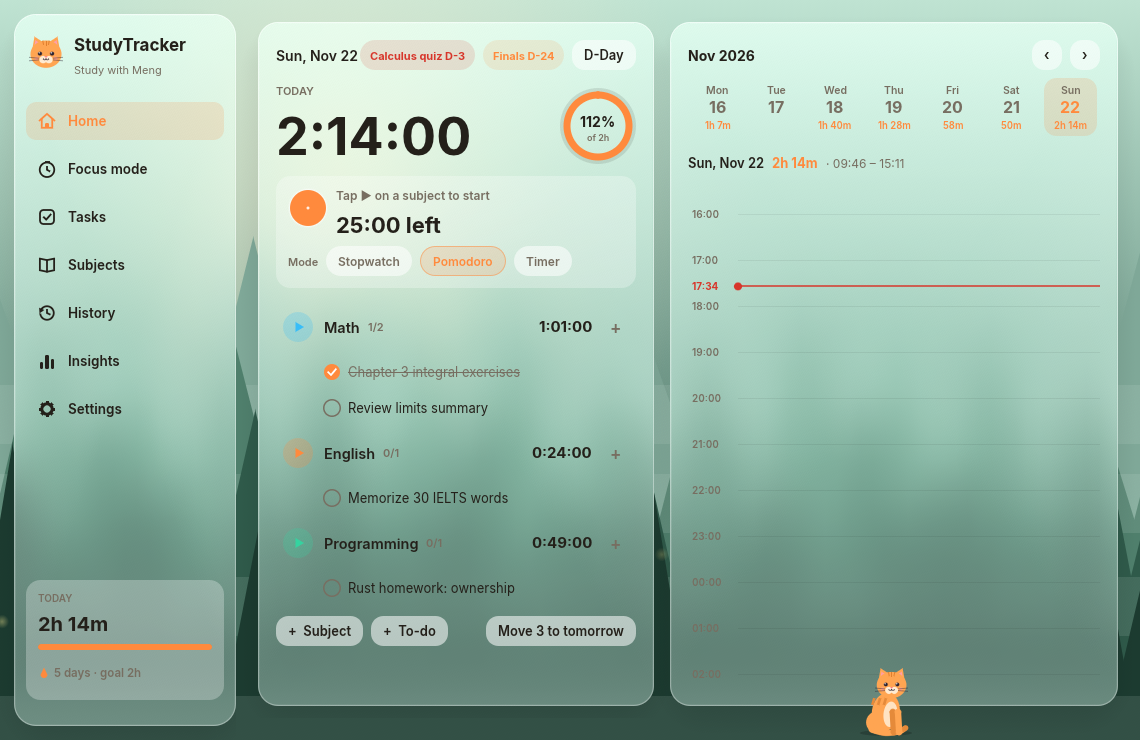 StudyTracker
Study with Meng
Home
Focus mode
Tasks
Subjects
History
Insights
Settings
TODAY
2h 14m
5 days · goal 2h
Sun, Nov 22
Calculus quiz D-3
Finals D-24
D-Day
TODAY
2:14:00
112%
of 2h
Tap ▶ on a subject to start
25:00 left
Mode
Stopwatch
Pomodoro
Timer
Math 1/2 1:01:00 +
Chapter 3 integral exercises
Review limits summary
English 0/1 0:24:00 +
Memorize 30 IELTS words
Programming 0/1 0:49:00 +
Rust homework: ownership
+ Subject
+ To-do
Move 3 to tomorrow
Nov 2026
‹ ›
Mon Tue Wed Thu Fri Sat Sun
16 17 18 19 20 21 22
1h 7m 1h 40m 1h 28m 58m 50m 2h 14m
Sun, Nov 22 2h 14m · 09:46 – 15:11
16:00
17:00
17:34
18:00
19:00
20:00
21:00
22:00
23:00
00:00
01:00
02:00